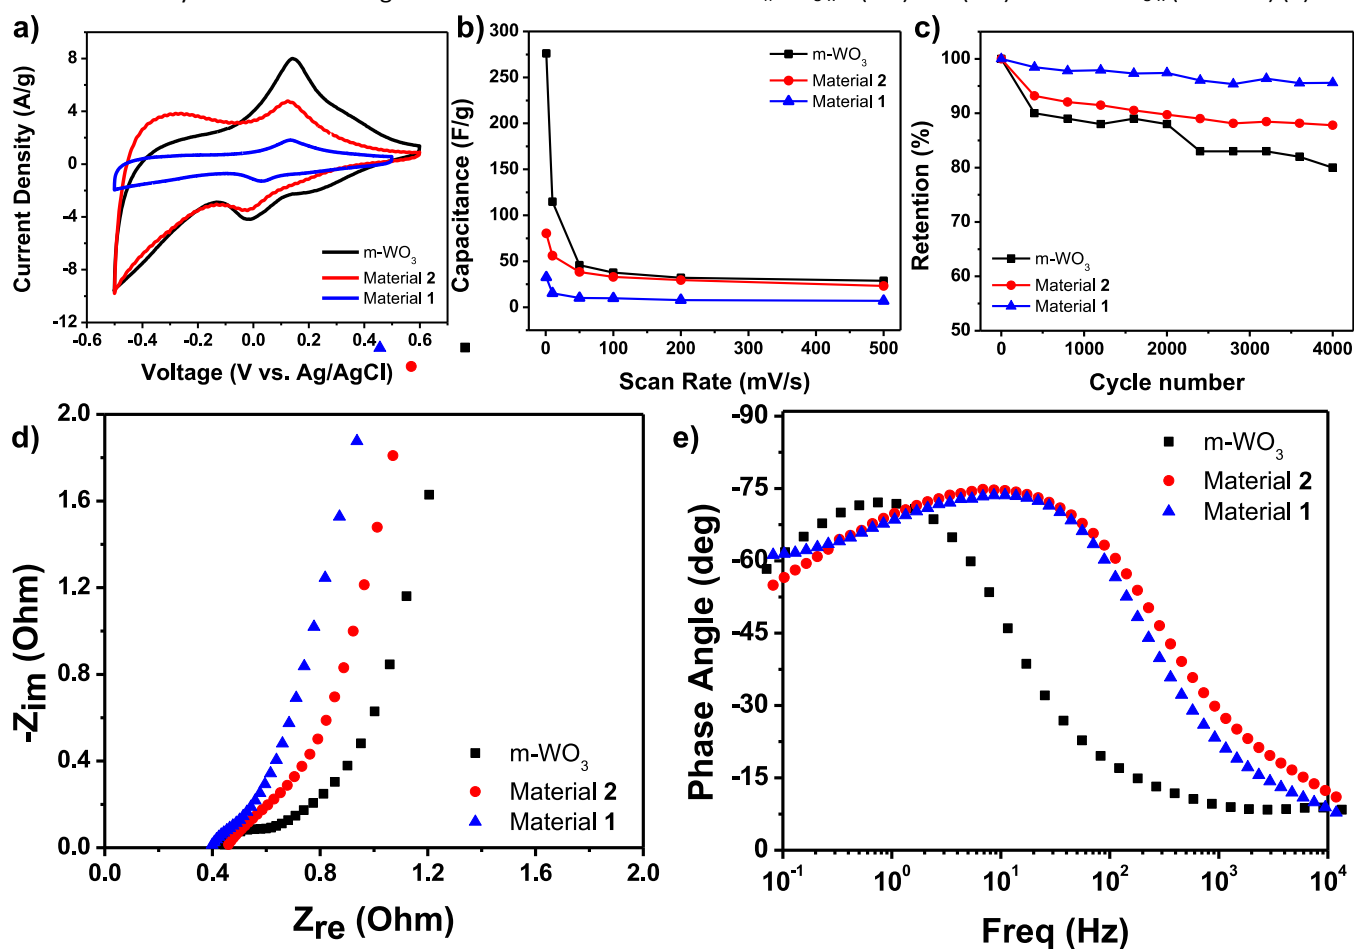 a)
Current Density (A/g)
8
4
0
-4
-8
-12
-0.6 -0.4 -0.2 0.0 0.2 0.4 0.6
Voltage (V vs. Ag/AgCl)
m-WO₃
Material 2
Material 1
b)
Capacitance (F/g)
300
275
250
225
200
175
150
125
100
75
50
25
0
0 100 200 300 400 500
Scan Rate (mV/s)
m-WO₃
Material 2
Material 1
c)
Retention (%)
100
90
80
70
60
50
0 1000 2000 3000 4000
Cycle number
m-WO₃
Material 2
Material 1
d)
-Zim (Ohm)
2.0
1.6
1.2
0.8
0.4
0.0
0.0 0.4 0.8 1.2 1.6 2.0
Zre (Ohm)
m-WO₃
Material 2
Material 1
e)
Phase Angle (deg)
-90
-75
-60
-45
-30
-15
0
10⁻¹ 10⁰ 10¹ 10² 10³ 10⁴
Freq (Hz)
m-WO₃
Material 2
Material 1